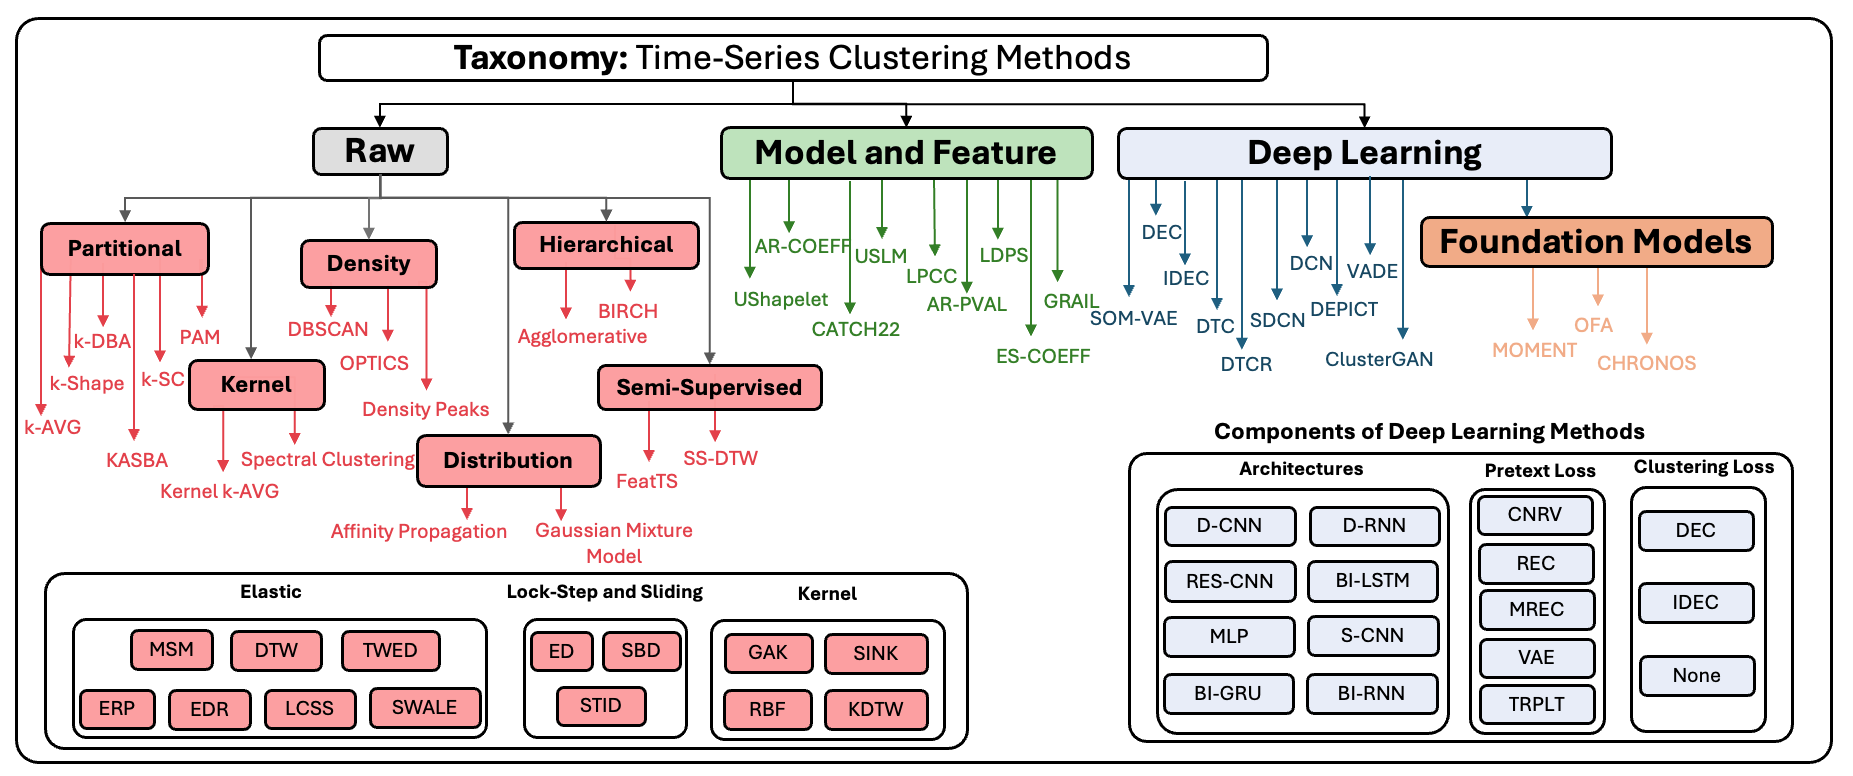 Taxonomy: Time-Series Clustering Methods
Raw
Model and Feature
Deep Learning
Partitional
Density
Hierarchical
Foundation Models
Kernel
Semi-Supervised
Distribution
k-AVG
k-Shape
k-DBA
KASBA
k-SC
PAM
Kernel k-AVG
Spectral Clustering
DBSCAN
OPTICS
Density Peaks
Affinity Propagation
Gaussian Mixture
Model
Agglomerative
BIRCH
FeatTS
SS-DTW
UShapelet
AR-COEFF
CATCH22
USLM
LPCC
AR-PVAL
LDPS
ES-COEFF
GRAIL
SOM-VAE
DEC
IDEC
DTC
DTCR
SDCN
DCN
DEPICT
VADE
ClusterGAN
MOMENT
OFA
CHRONOS
Elastic
MSM
DTW
TWED
ERP
EDR
LCSS
SWALE
Lock-Step and Sliding
ED
SBD
STID
Kernel
GAK
SINK
RBF
KDTW
Components of Deep Learning Methods
Architectures
D-CNN
D-RNN
RES-CNN
BI-LSTM
MLP
S-CNN
BI-GRU
BI-RNN
Pretext Loss
CNRV
REC
MREC
VAE
TRPLT
Clustering Loss
DEC
IDEC
None